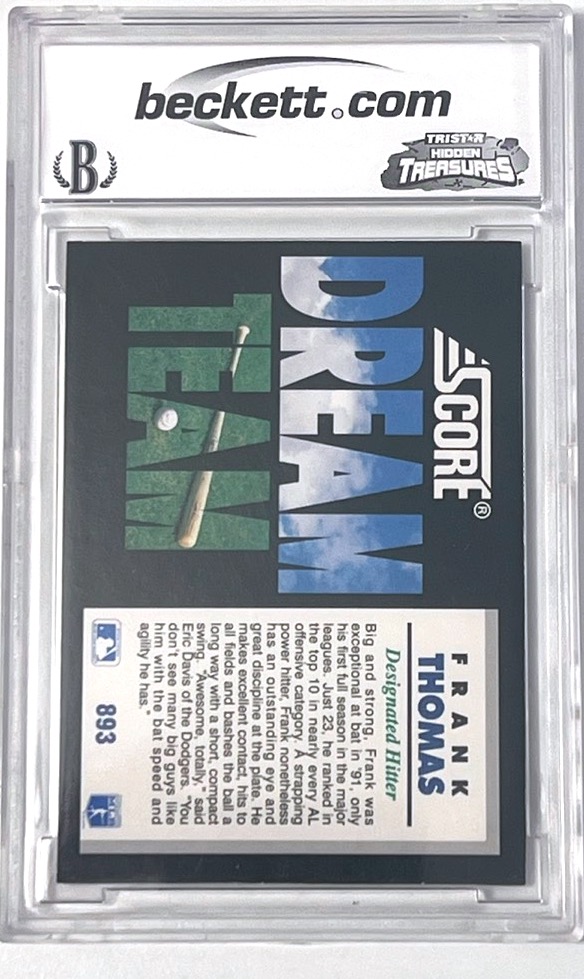 beckett.com
B
TRISTAR
HIDDEN
TREASURES
SCORE®
DREAM
TEAM
FRANK
THOMAS
Designated Hitter
Big and strong, Frank was
exceptional at bat in '91, only
his first full season in the major
leagues. Just 23, he ranked in
the top 10 in nearly every AL
offensive category. A strapping
power hitter, Frank nonetheless
has an outstanding eye and
great discipline at the plate. He
makes excellent contact, hits to
all fields and bashes the ball a
long way with a short, compact
swing. "Awesome, totally," said
Eric Davis of the Dodgers. "You
don't see many big guys like
him with the bat speed and
agility he has."
893